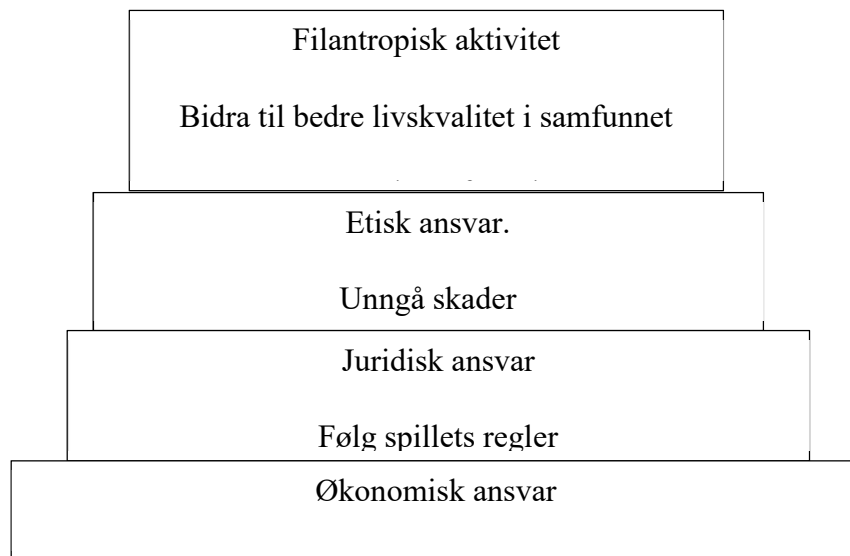 Filantropisk aktivitet
Bidra til bedre livskvalitet i samfunnet
Etisk ansvar.
Unngå skader
Juridisk ansvar
Følg spillets regler
Økonomisk ansvar